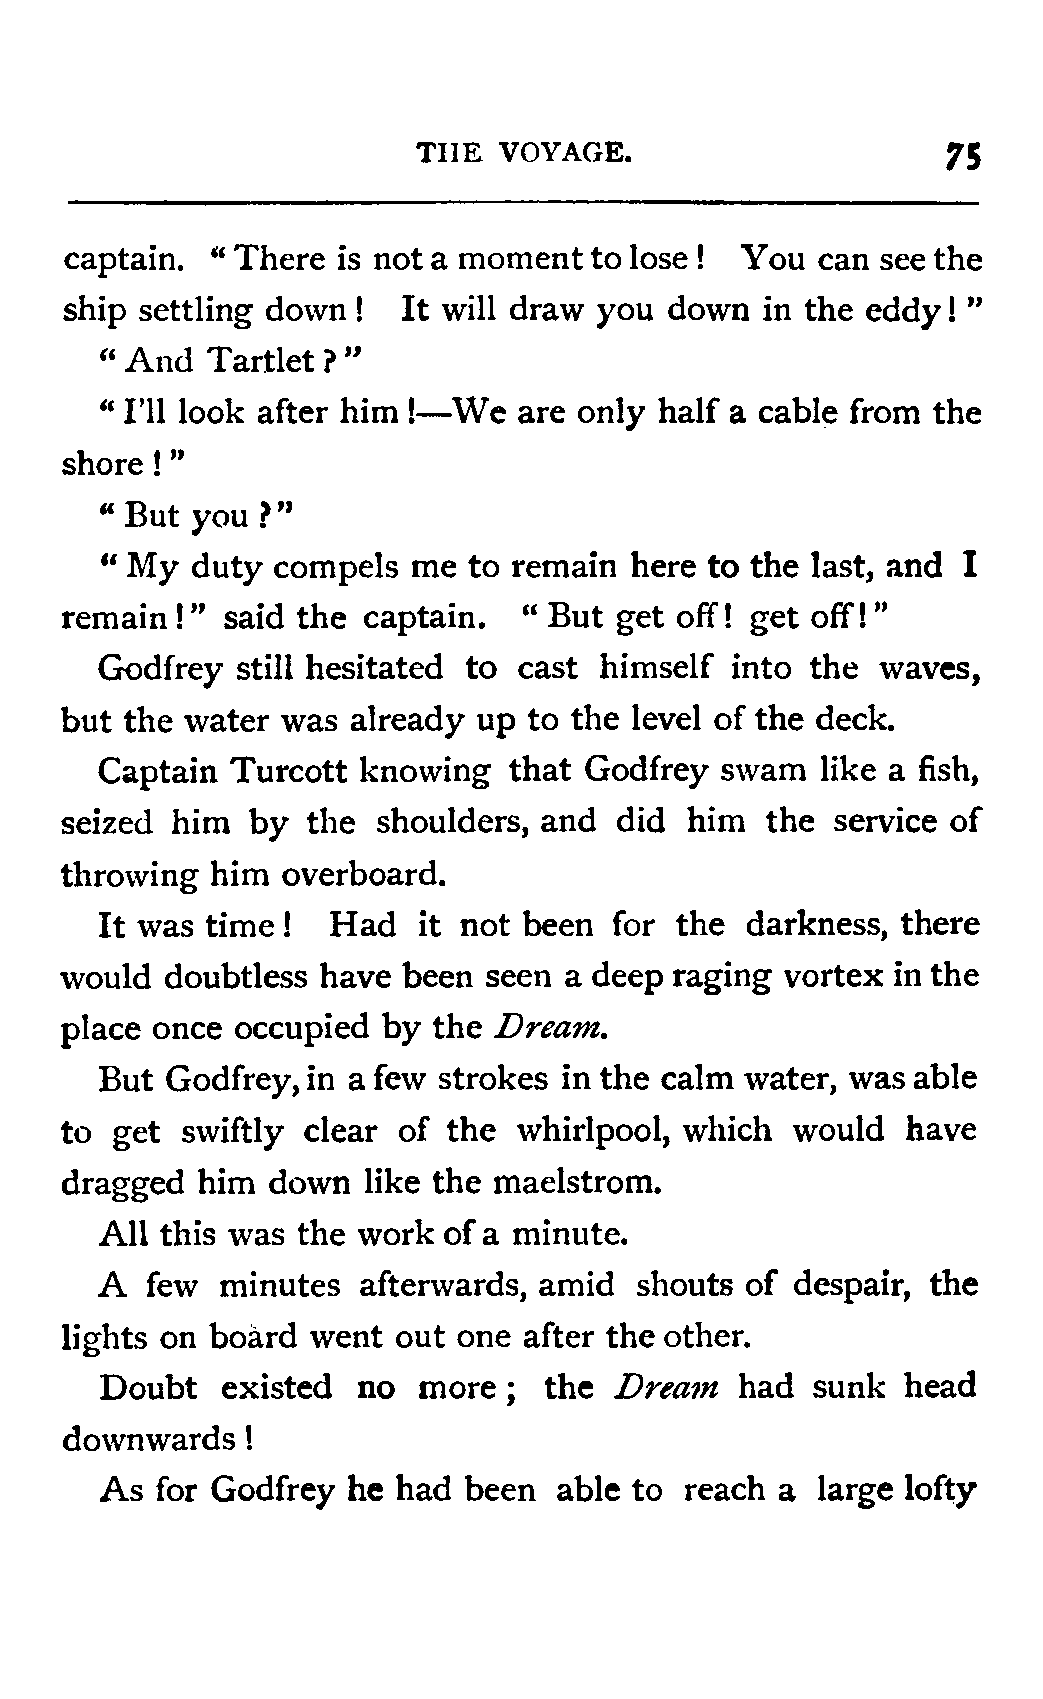 THE VOYAGE. 75
captain. "There is not a moment to lose! You can see the
ship settling down! It will draw you down in the eddy!"
"And Tartlet?"
"I'll look after him!—We are only half a cable from the
shore!"
"But you?"
"My duty compels me to remain here to the last, and I
remain!" said the captain. "But get off! get off!"
Godfrey still hesitated to cast himself into the waves,
but the water was already up to the level of the deck.
Captain Turcott knowing that Godfrey swam like a fish,
seized him by the shoulders, and did him the service of
throwing him overboard.
It was time! Had it not been for the darkness, there
would doubtless have been seen a deep raging vortex in the
place once occupied by the Dream.
But Godfrey, in a few strokes in the calm water, was able
to get swiftly clear of the whirlpool, which would have
dragged him down like the maelstrom.
All this was the work of a minute.
A few minutes afterwards, amid shouts of despair, the
lights on board went out one after the other.
Doubt existed no more; the Dream had sunk head
downwards!
As for Godfrey he had been able to reach a large lofty